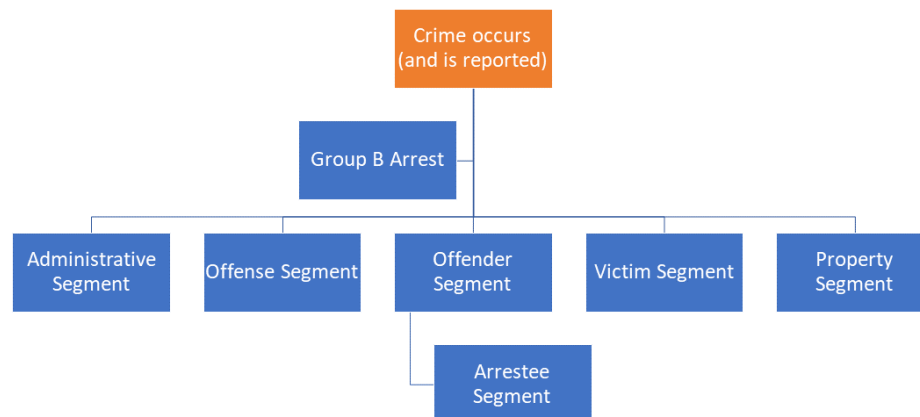 Crime occurs
(and is reported)
Group B Arrest
Administrative
Segment
Offense Segment
Offender
Segment
Victim Segment
Property
Segment
Arrestee
Segment